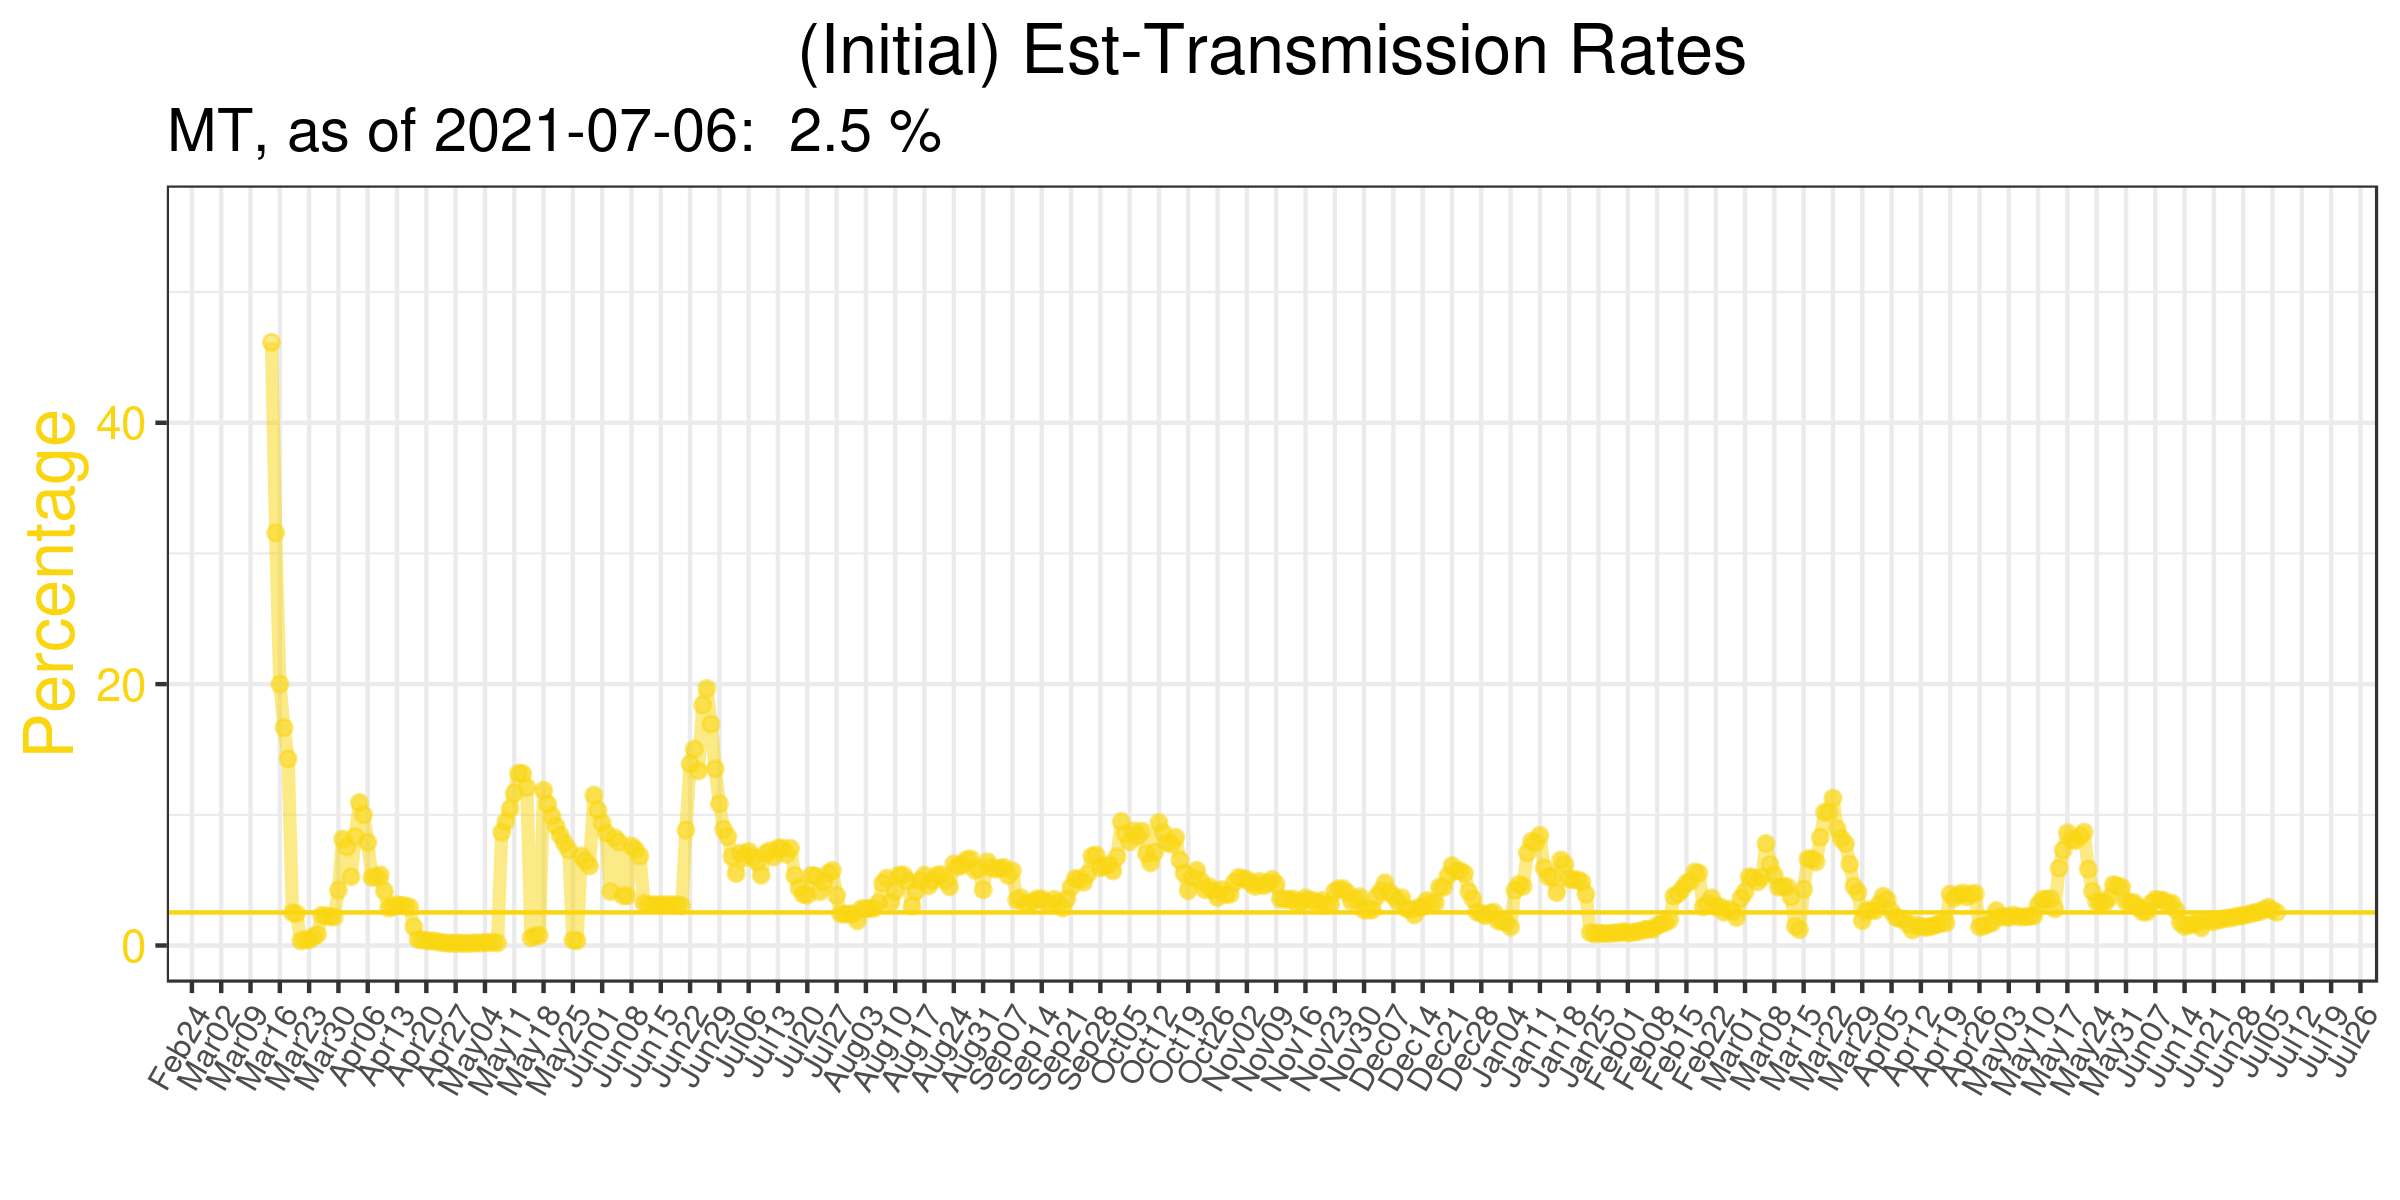 (Initial) Est-Transmission Rates
MT, as of 2021-07-06:  2.5 %
Percentage
40
20
0
Feb24
Mar02
Mar09
Mar16
Mar23
Mar30
Apr06
Apr13
Apr20
Apr27
May04
May11
May18
May25
Jun01
Jun08
Jun15
Jun22
Jun29
Jul06
Jul13
Jul20
Jul27
Aug03
Aug10
Aug17
Aug24
Aug31
Sep07
Sep14
Sep21
Sep28
Oct05
Oct12
Oct19
Oct26
Nov02
Nov09
Nov16
Nov23
Nov30
Dec07
Dec14
Dec21
Dec28
Jan04
Jan11
Jan18
Jan25
Feb01
Feb08
Feb15
Feb22
Mar01
Mar08
Mar15
Mar22
Mar29
Apr05
Apr12
Apr19
Apr26
May03
May10
May17
May24
May31
Jun07
Jun14
Jun21
Jun28
Jul05
Jul12
Jul19
Jul26